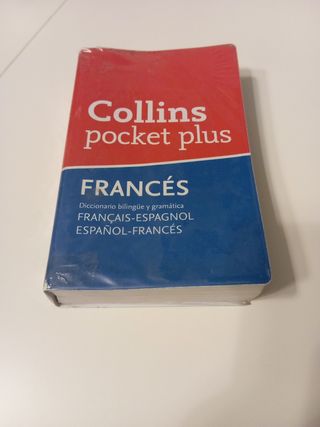 Collins
pocket plus
FRANCÉS
Diccionario bilingüe y gramática
FRANÇAIS-ESPAGNOL
ESPAÑOL-FRANCÉS